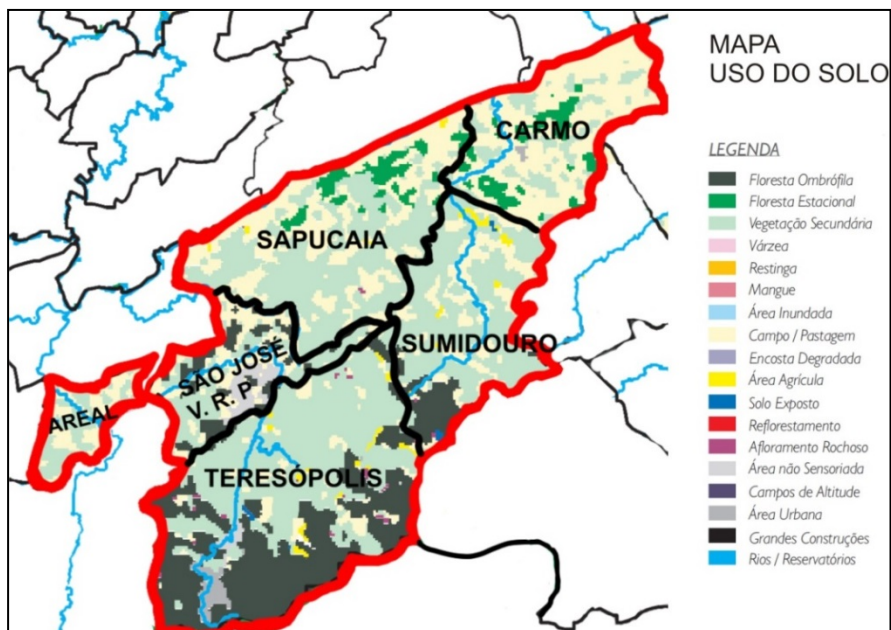 MAPA
USO DO SOLO
CARMO
SAPUCAIA
SUMIDOURO
SÃO JOSÉ
V. R. P
AREAL
TERESÓPOLIS
LEGENDA
Floresta Ombrófila
Floresta Estacional
Vegetação Secundária
Várzea
Restinga
Mangue
Área Inundada
Campo / Pastagem
Encosta Degradada
Área Agrícula
Solo Exposto
Reflorestamento
Afloramento Rochoso
Área não Sensoriada
Campos de Altitude
Área Urbana
Grandes Construções
Rios / Reservatórios